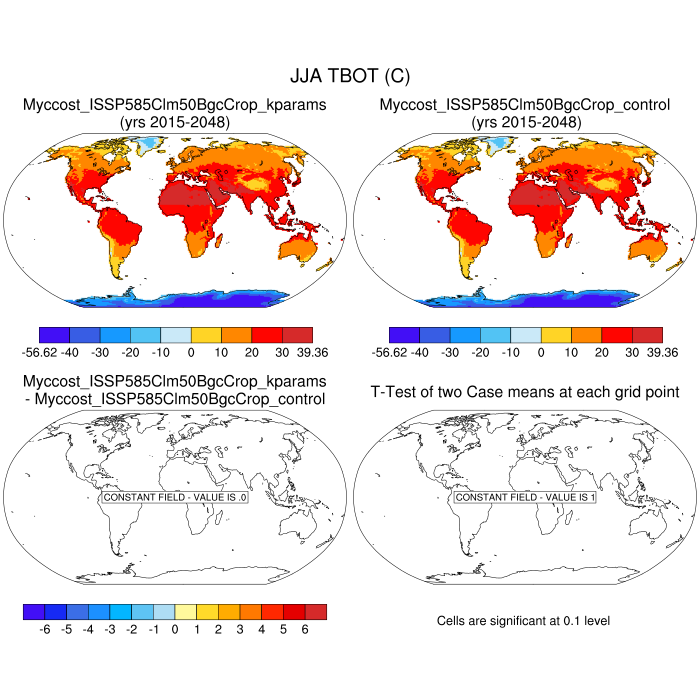 JJA TBOT (C)
Myccost_ISSP585Clm50BgcCrop_kparams
(yrs 2015-2048)
Myccost_ISSP585Clm50BgcCrop_control
(yrs 2015-2048)
-56.62 -40 -30 -20 -10 0 10 20 30 39.36
-56.62 -40 -30 -20 -10 0 10 20 30 39.36
Myccost_ISSP585Clm50BgcCrop_kparams
- Myccost_ISSP585Clm50BgcCrop_control
T-Test of two Case means at each grid point
CONSTANT FIELD - VALUE IS .0
CONSTANT FIELD - VALUE IS 1
-6 -5 -4 -3 -2 -1 0 1 2 3 4 5 6
Cells are significant at 0.1 level